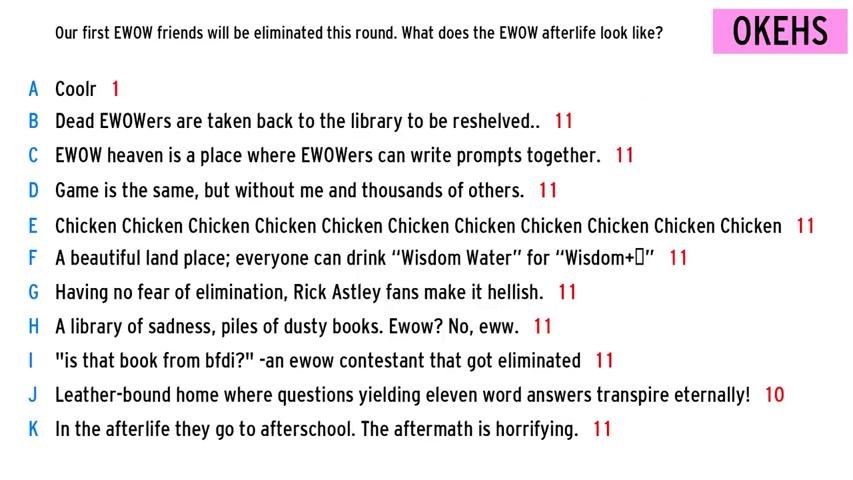 Our first EWOW friends will be eliminated this round. What does the EWOW afterlife look like?
OKEHS
A Coolr 1
B Dead EWOWers are taken back to the library to be reshelved.. 11
C EWOW heaven is a place where EWOWers can write prompts together. 11
D Game is the same, but without me and thousands of others. 11
E Chicken Chicken Chicken Chicken Chicken Chicken Chicken Chicken Chicken Chicken Chicken 11
F A beautiful land place; everyone can drink “Wisdom Water” for “Wisdom+▯” 11
G Having no fear of elimination, Rick Astley fans make it hellish. 11
H A library of sadness, piles of dusty books. Ewow? No, eww. 11
I "is that book from bfdi?" -an ewow contestant that got eliminated 11
J Leather-bound home where questions yielding eleven word answers transpire eternally! 10
K In the afterlife they go to afterschool. The aftermath is horrifying. 11